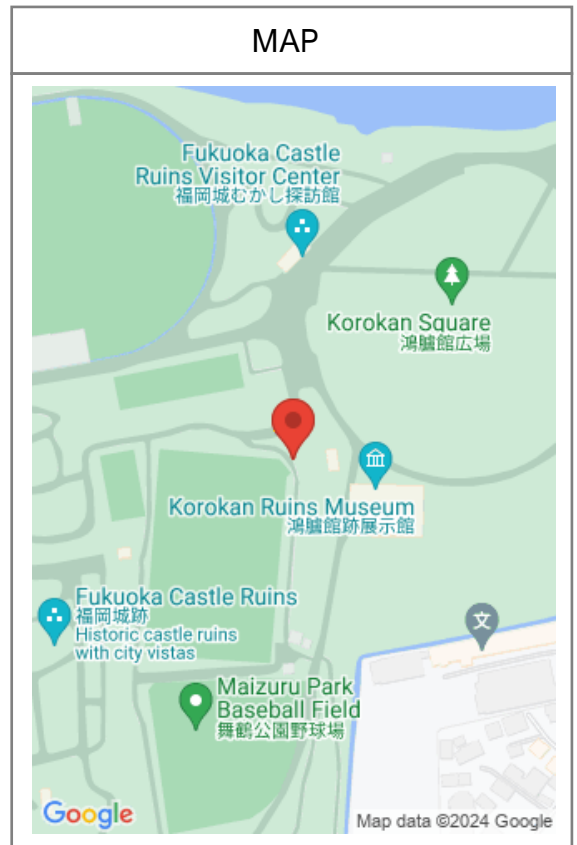 MAP
Fukuoka Castle
Ruins Visitor Center
福岡城むかし探訪館
Korokan Square
鴻臚館広場
Korokan Ruins Museum
鴻臚館跡展示館
Fukuoka Castle Ruins
福岡城跡
Historic castle ruins
with city vistas
文
Maizuru Park
Baseball Field
舞鶴公園野球場
Google
Map data ©2024 Google